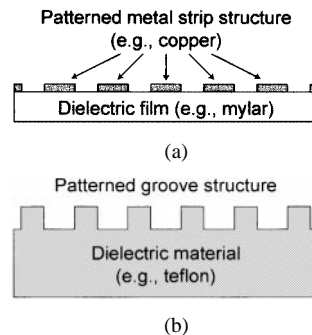 Patterned metal strip structure
(e.g., copper)
Dielectric film (e.g., mylar)
(a)
Patterned groove structure
Dielectric material
(e.g., teflon)
(b)